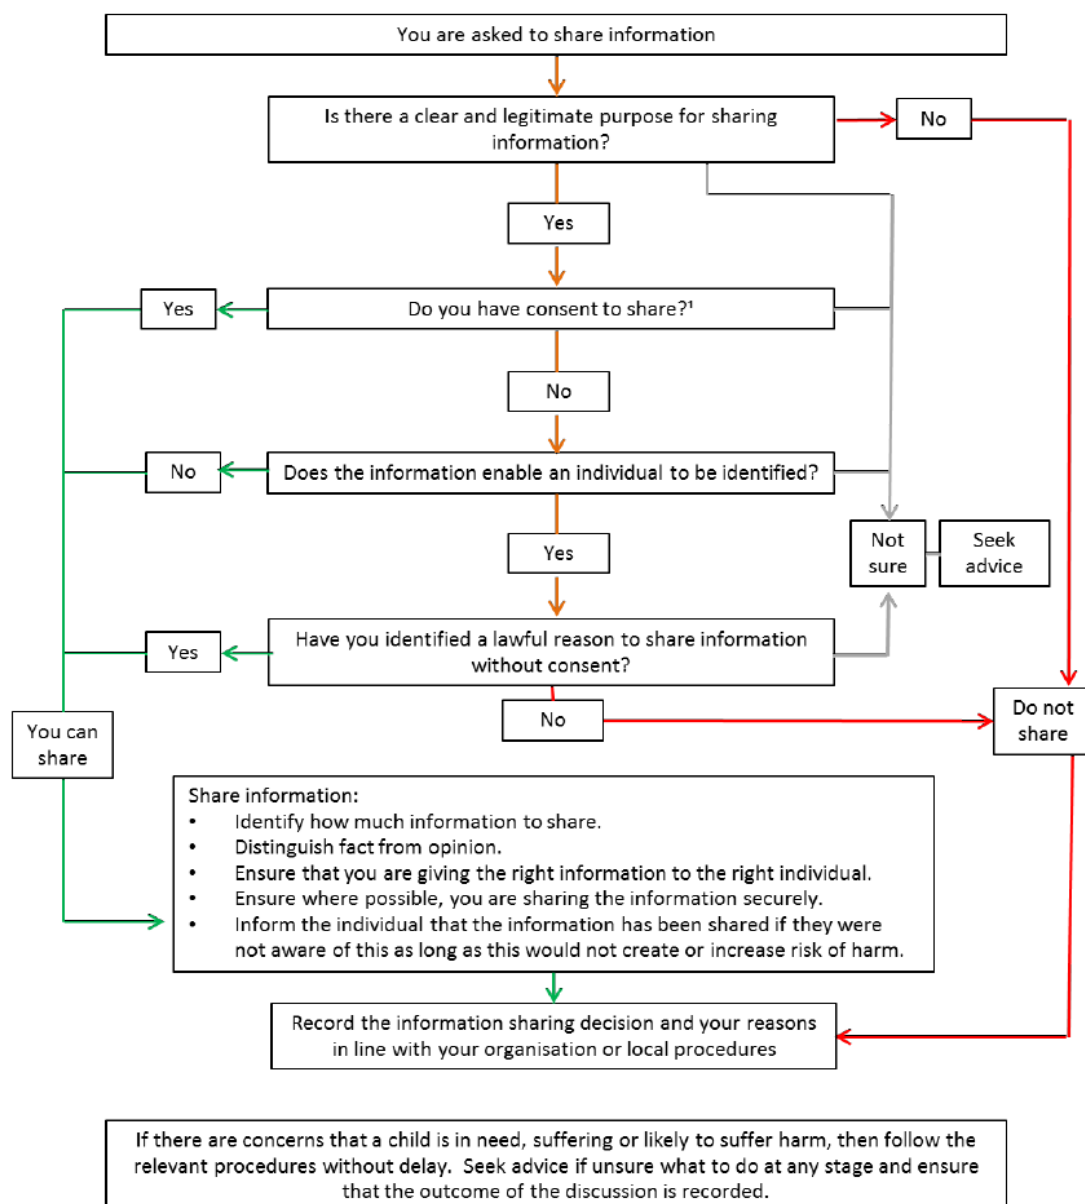 You are asked to share information
Is there a clear and legitimate purpose for sharing
information?
No
Yes
Yes
Do you have consent to share?¹
No
No
Does the information enable an individual to be identified?
Yes
Not
sure
Seek
advice
Yes
Have you identified a lawful reason to share information
without consent?
No
You can
share
Do not
share
Share information:
• Identify how much information to share.
• Distinguish fact from opinion.
• Ensure that you are giving the right information to the right individual.
• Ensure where possible, you are sharing the information securely.
• Inform the individual that the information has been shared if they were
not aware of this as long as this would not create or increase risk of harm.
Record the information sharing decision and your reasons
in line with your organisation or local procedures
If there are concerns that a child is in need, suffering or likely to suffer harm, then follow the
relevant procedures without delay.  Seek advice if unsure what to do at any stage and ensure
that the outcome of the discussion is recorded.